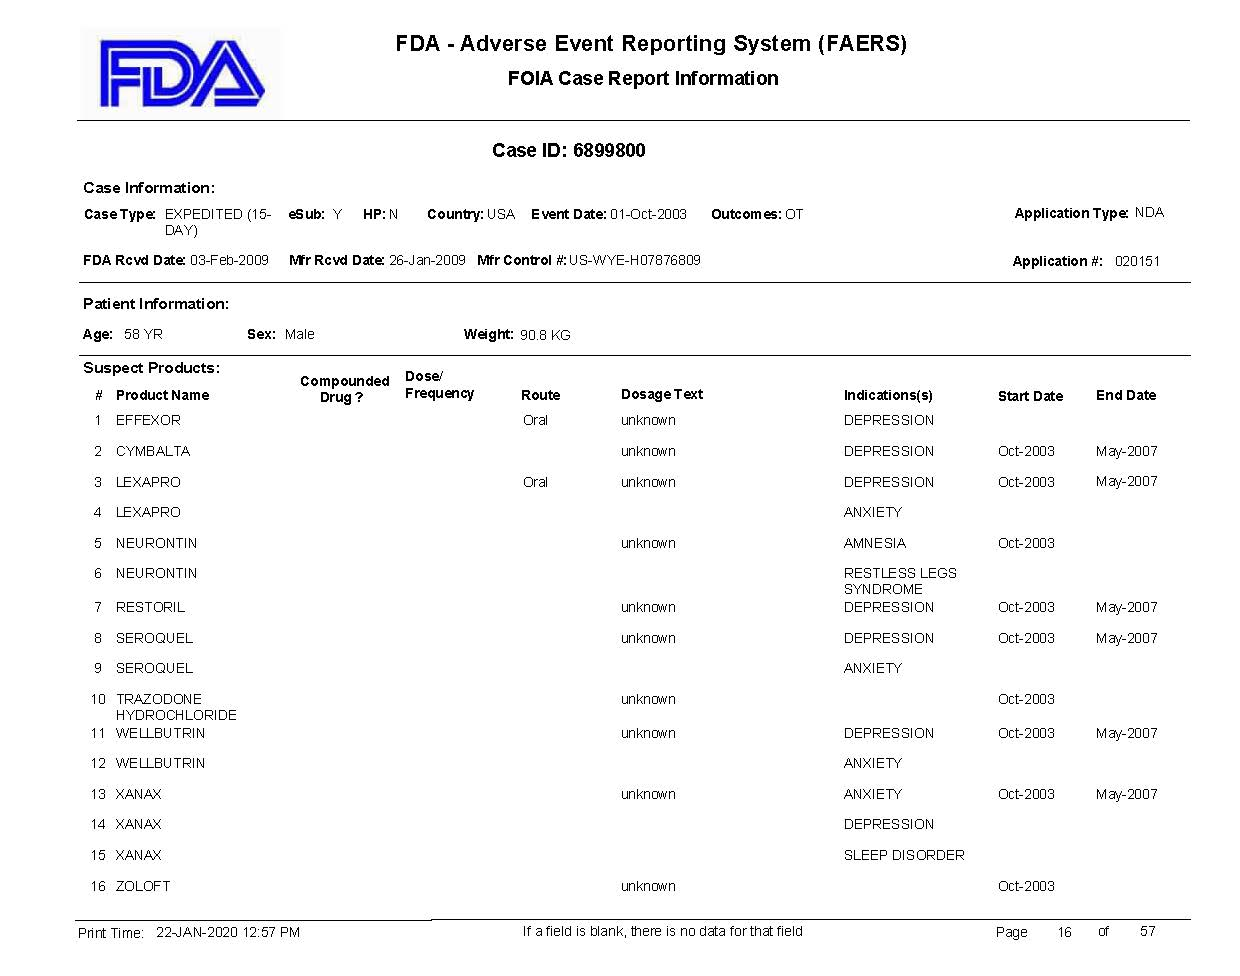 FDA
FDA - Adverse Event Reporting System (FAERS)
FOIA Case Report Information
Case ID: 6899800
Case Information:
Case Type: EXPEDITED (15- eSub: Y HP: N Country: USA Event Date: 01-Oct-2003 Outcomes: OT Application Type: NDA
DAY)
FDA Rcvd Date: 03-Feb-2009 Mfr Rcvd Date: 26-Jan-2009 Mfr Control #: US-WYE-H07876809 Application #: 020151
Patient Information:
Age: 58 YR Sex: Male Weight: 90.8 KG
Suspect Products:
# Product Name Compounded Drug ? Dose/ Frequency Route Dosage Text Indications(s) Start Date End Date
1 EFFEXOR Oral unknown DEPRESSION
2 CYMBALTA unknown DEPRESSION Oct-2003 May-2007
3 LEXAPRO Oral unknown DEPRESSION Oct-2003 May-2007
4 LEXAPRO ANXIETY
5 NEURONTIN unknown AMNESIA Oct-2003
6 NEURONTIN RESTLESS LEGS
SYNDROME
7 RESTORIL unknown DEPRESSION Oct-2003 May-2007
8 SEROQUEL unknown DEPRESSION Oct-2003 May-2007
9 SEROQUEL ANXIETY
10 TRAZODONE unknown Oct-2003
HYDROCHLORIDE
11 WELLBUTRIN unknown DEPRESSION Oct-2003 May-2007
12 WELLBUTRIN ANXIETY
13 XANAX unknown ANXIETY Oct-2003 May-2007
14 XANAX DEPRESSION
15 XANAX SLEEP DISORDER
16 ZOLOFT unknown Oct-2003
Print Time: 22-JAN-2020 12:57 PM If a field is blank, there is no data for that field Page 16 of 57